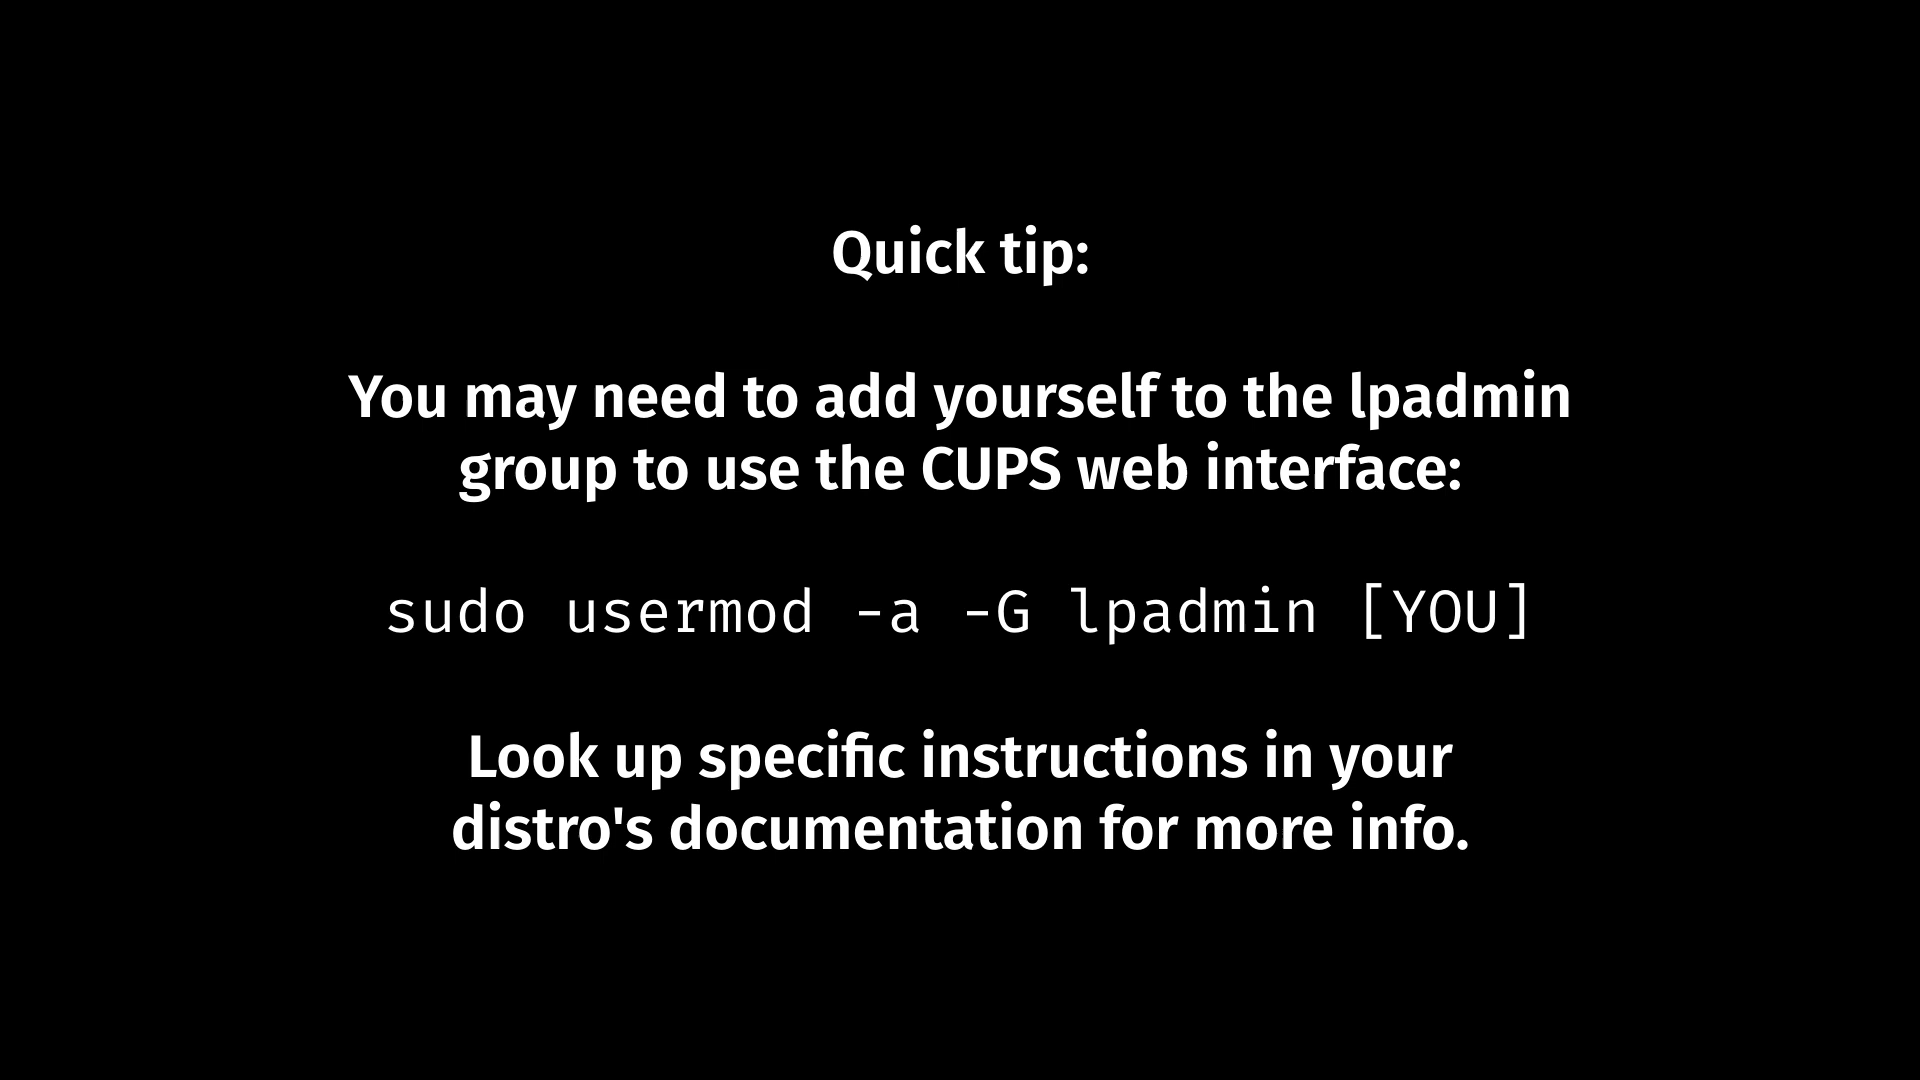 Quick tip:
You may need to add yourself to the lpadmin
group to use the CUPS web interface:
sudo usermod -a -G lpadmin [YOU]
Look up specific instructions in your
distro's documentation for more info.